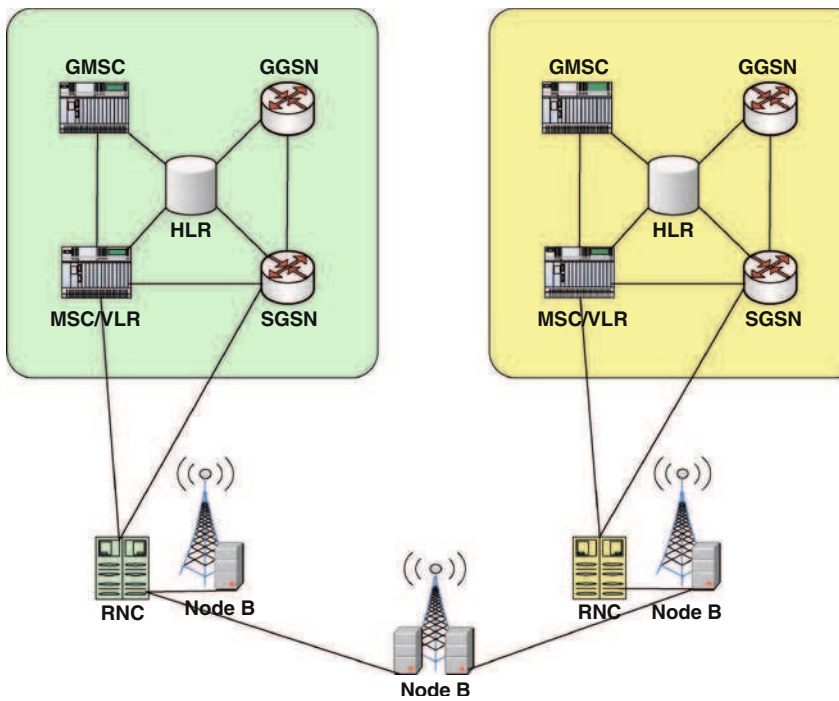 GMSC
GGSN
HLR
MSC/VLR
SGSN
GMSC
GGSN
HLR
MSC/VLR
SGSN
RNC
Node B
Node B
RNC
Node B